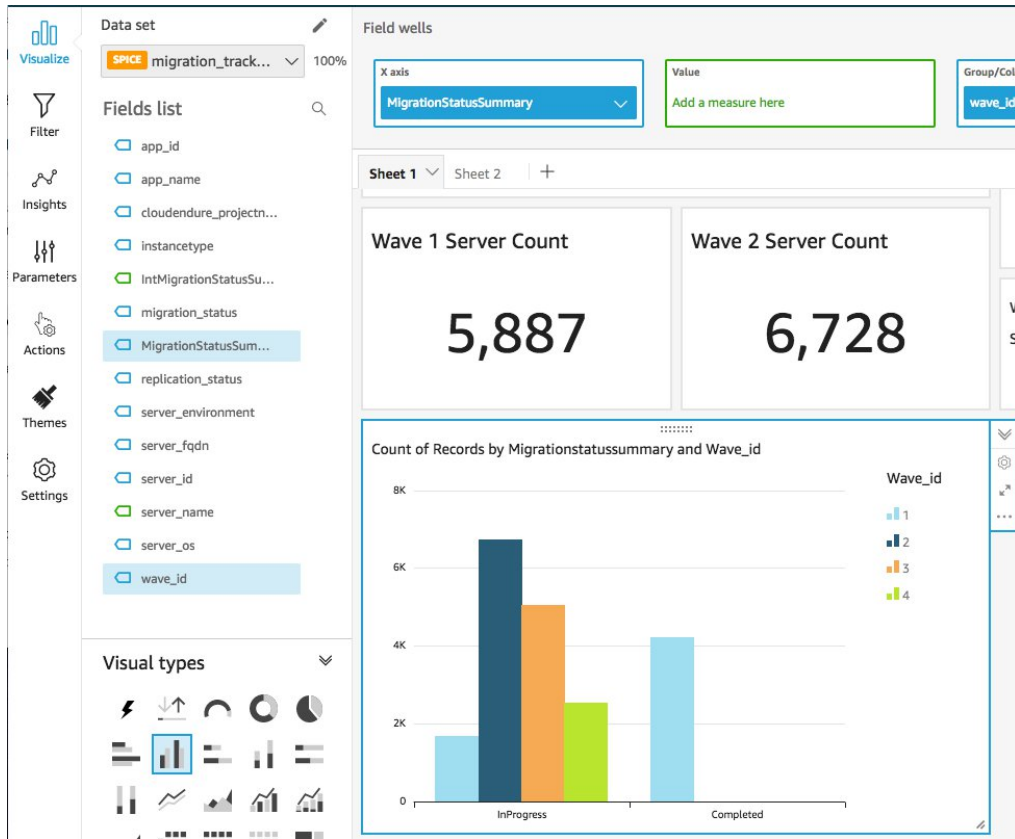 Visualize
Filter
Insights
Parameters
Actions
Themes
Settings
Data set
SPICE migration_track... 100%
Fields list
app_id
app_name
cloudendure_projectn...
instancetype
IntMigrationStatusSu...
migration_status
MigrationStatusSum...
replication_status
server_environment
server_fqdn
server_id
server_name
server_os
wave_id
Visual types
Field wells
X axis
MigrationStatusSummary
Value
Add a measure here
Group/Col
wave_id
Sheet 1 Sheet 2
Wave 1 Server Count
5,887
Wave 2 Server Count
6,728
W
S
Count of Records by Migrationstatussummary and Wave_id
8K
6K
4K
2K
0
InProgress Completed
Wave_id
1
2
3
4